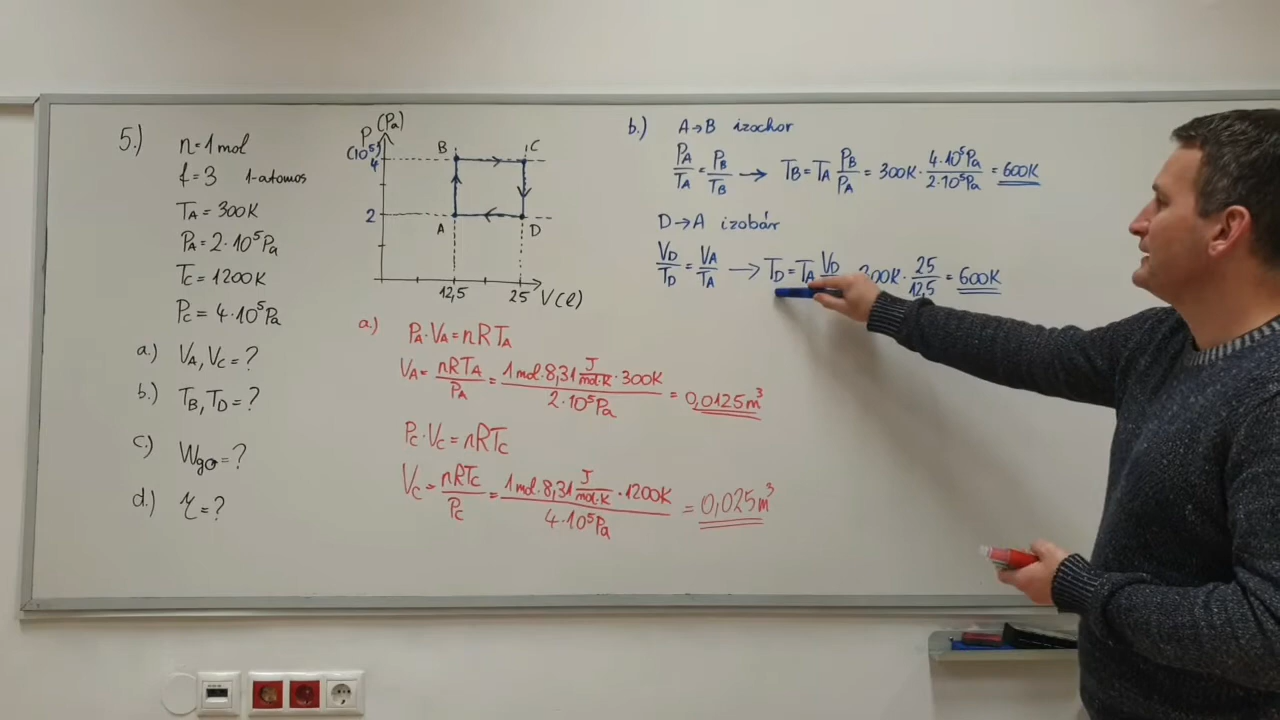 5.)
n = 1 mol
f = 3 1-atomos
T_A = 300K
P_A = 2·10⁵Pa
T_C = 1200K
P_C = 4·10⁵Pa
a.) V_A, V_C = ?
b.) T_B, T_D = ?
c.) W_gáz = ?
d.) η = ?
P (Pa)
(10⁵)
4
B C
2
A D
12,5 25 V(l)
a.) P_A·V_A = nRT_A
V_A = nRT_A / P_A = 1 mol·8,31 J/mol·K · 300K / 2·10⁵Pa = 0,0125 m³
P_C·V_C = nRT_C
V_C = nRT_C / P_C = 1 mol·8,31 J/mol·K · 1200K / 4·10⁵Pa = 0,025 m³
b.) A→B izochor
P_A / T_A = P_B / T_B → T_B = T_A P_B / P_A = 300K · 4·10⁵Pa / 2·10⁵Pa = 600K
D→A izobár
V_D / T_D = V_A / T_A → T_D = T_A V_D 300K · 25 / 12,5 = 600K